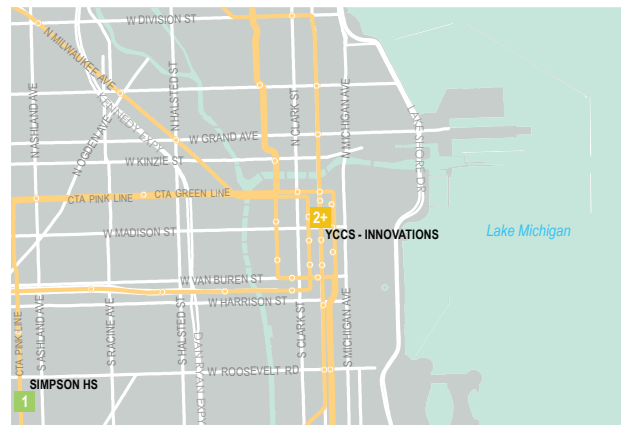 W DIVISION ST
N MILWAUKEE AVE
N ASHLAND AVE
N OGDEN AVE
KENNEDY EXPY
N HALSTED ST
N CLARK ST
N MICHIGAN AVE
LAKE SHORE DR
W GRAND AVE
W KINZIE ST
CTA PINK LINE
CTA GREEN LINE
2+
YCCS - INNOVATIONS
W MADISON ST
Lake Michigan
W VAN BUREN ST
W HARRISON ST
CTA PINK LINE
S ASHLAND AVE
S RACINE AVE
S HALSTED ST
DAN RYAN EXPY
S CLARK ST
S MICHIGAN AVE
W ROOSEVELT RD
SIMPSON HS
1